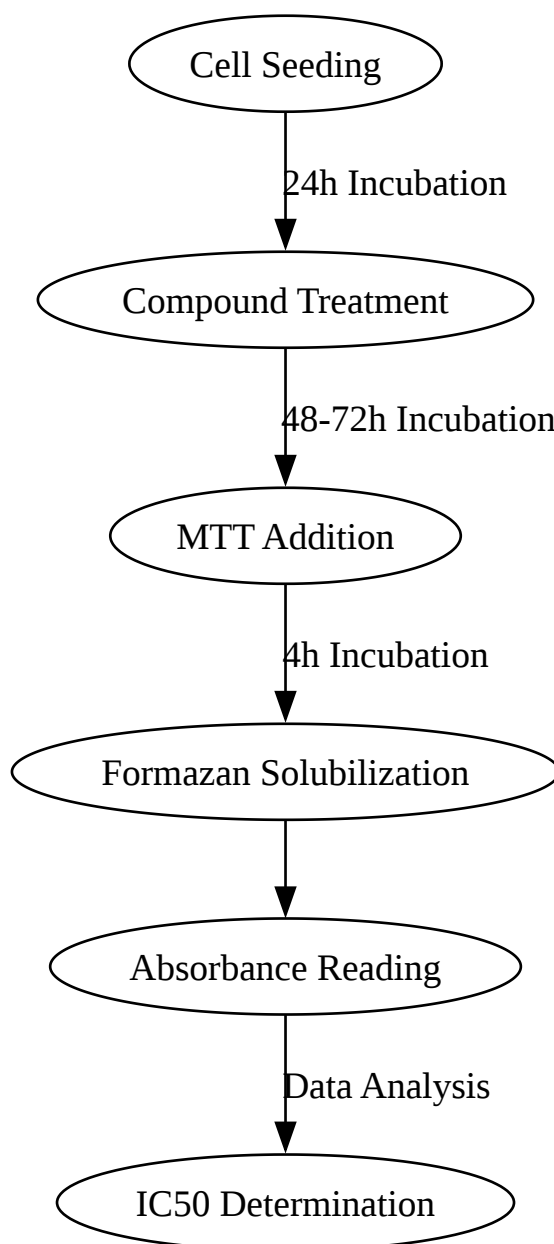 Cell Seeding
24h Incubation
Compound Treatment
48-72h Incubation
MTT Addition
4h Incubation
Formazan Solubilization
Absorbance Reading
Data Analysis
IC50 Determination